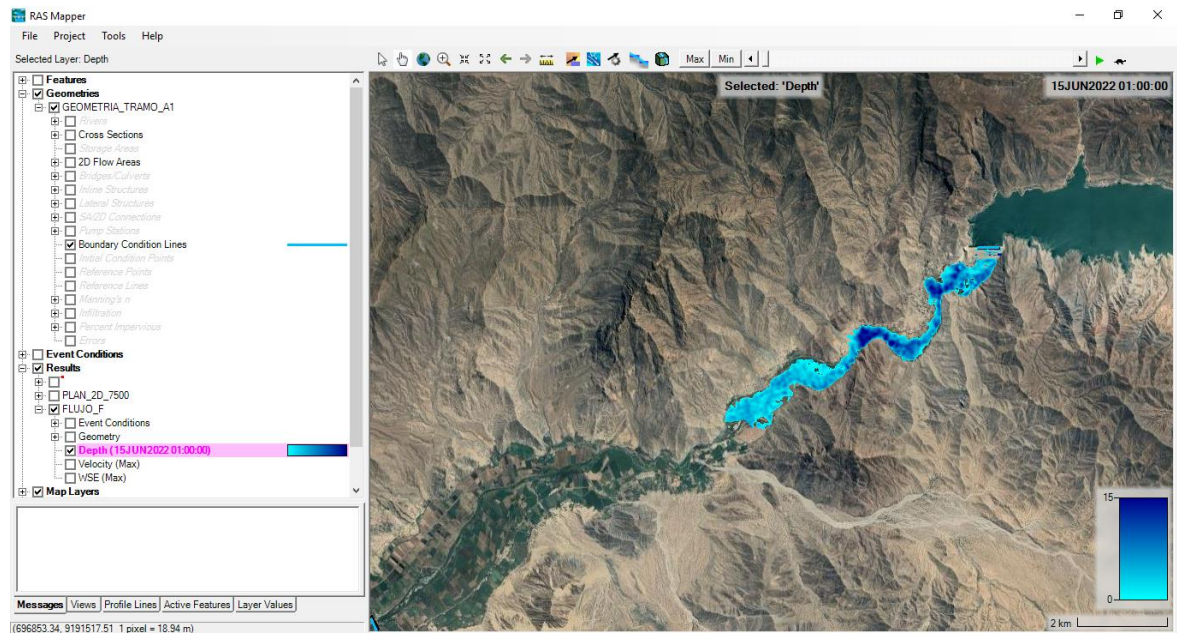 RAS Mapper
File Project Tools Help
Selected Layer: Depth
Max Min
Features
Geometries
GEOMETRIA_TRAMO_A1
Rivers
Cross Sections
Storage Areas
2D Flow Areas
Bridges/Culverts
Inline Structures
Lateral Structures
SA/2D Connections
Pump Stations
Boundary Condition Lines
Initial Condition Points
Reference Points
Reference Lines
Manning's n
Infiltration
Percent Impervious
Errors
Event Conditions
Results
PLAN_2D_7500
FLUJO_F
Event Conditions
Geometry
Depth (15JUN2022 01:00:00)
Velocity (Max)
WSE (Max)
Map Layers
Selected: 'Depth'
15JUN2022 01:00:00
15
0
2 km
Messages Views Profile Lines Active Features Layer Values
(696853.34, 9191517.51 1 pixel = 18.94 m)